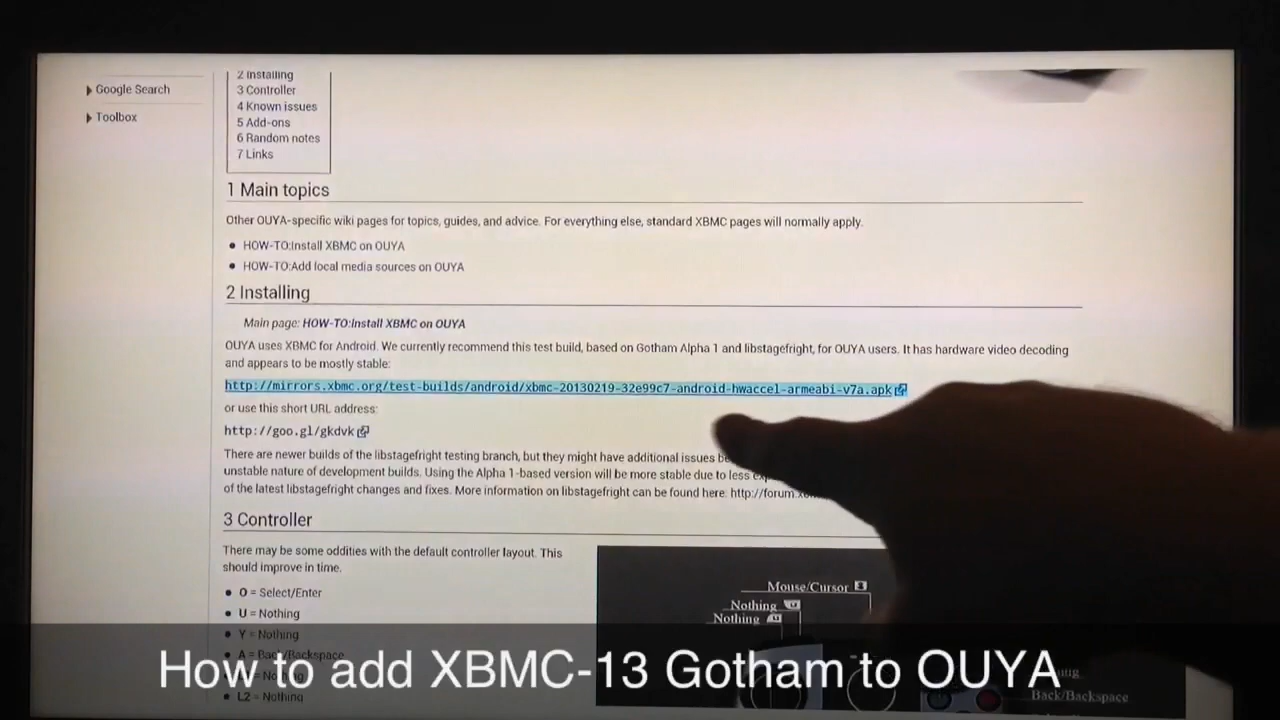 Google Search
Toolbox
2 Installing
3 Controller
4 Known issues
5 Add-ons
6 Random notes
7 Links
1 Main topics
Other OUYA-specific wiki pages for topics, guides, and advice. For everything else, standard XBMC pages will normally apply.
HOW-TO:Install XBMC on OUYA
HOW-TO:Add local media sources on OUYA
2 Installing
Main page: HOW-TO:Install XBMC on OUYA
OUYA uses XBMC for Android. We currently recommend this test build, based on Gotham Alpha 1 and libstagefright, for OUYA users. It has hardware video decoding
and appears to be mostly stable:
http://mirrors.xbmc.org/test-builds/android/xbmc-20130219-32e99c7-android-hwaccel-armeabi-v7a.apk
or use this short URL address:
http://goo.gl/gkdvk
There are newer builds of the libstagefright testing branch, but they might have additional issues
unstable nature of development builds. Using the Alpha 1-based version will be more stable due to less
of the latest libstagefright changes and fixes. More information on libstagefright can be found here: http://forum.
3 Controller
There may be some oddities with the default controller layout. This
should improve in time.
O = Select/Enter
U = Nothing
Y = Nothing
A = Back/Backspace
L2 = Nothing
Mouse/Cursor
Nothing
Nothing
Back/Backspace
How to add XBMC-13 Gotham to OUYA